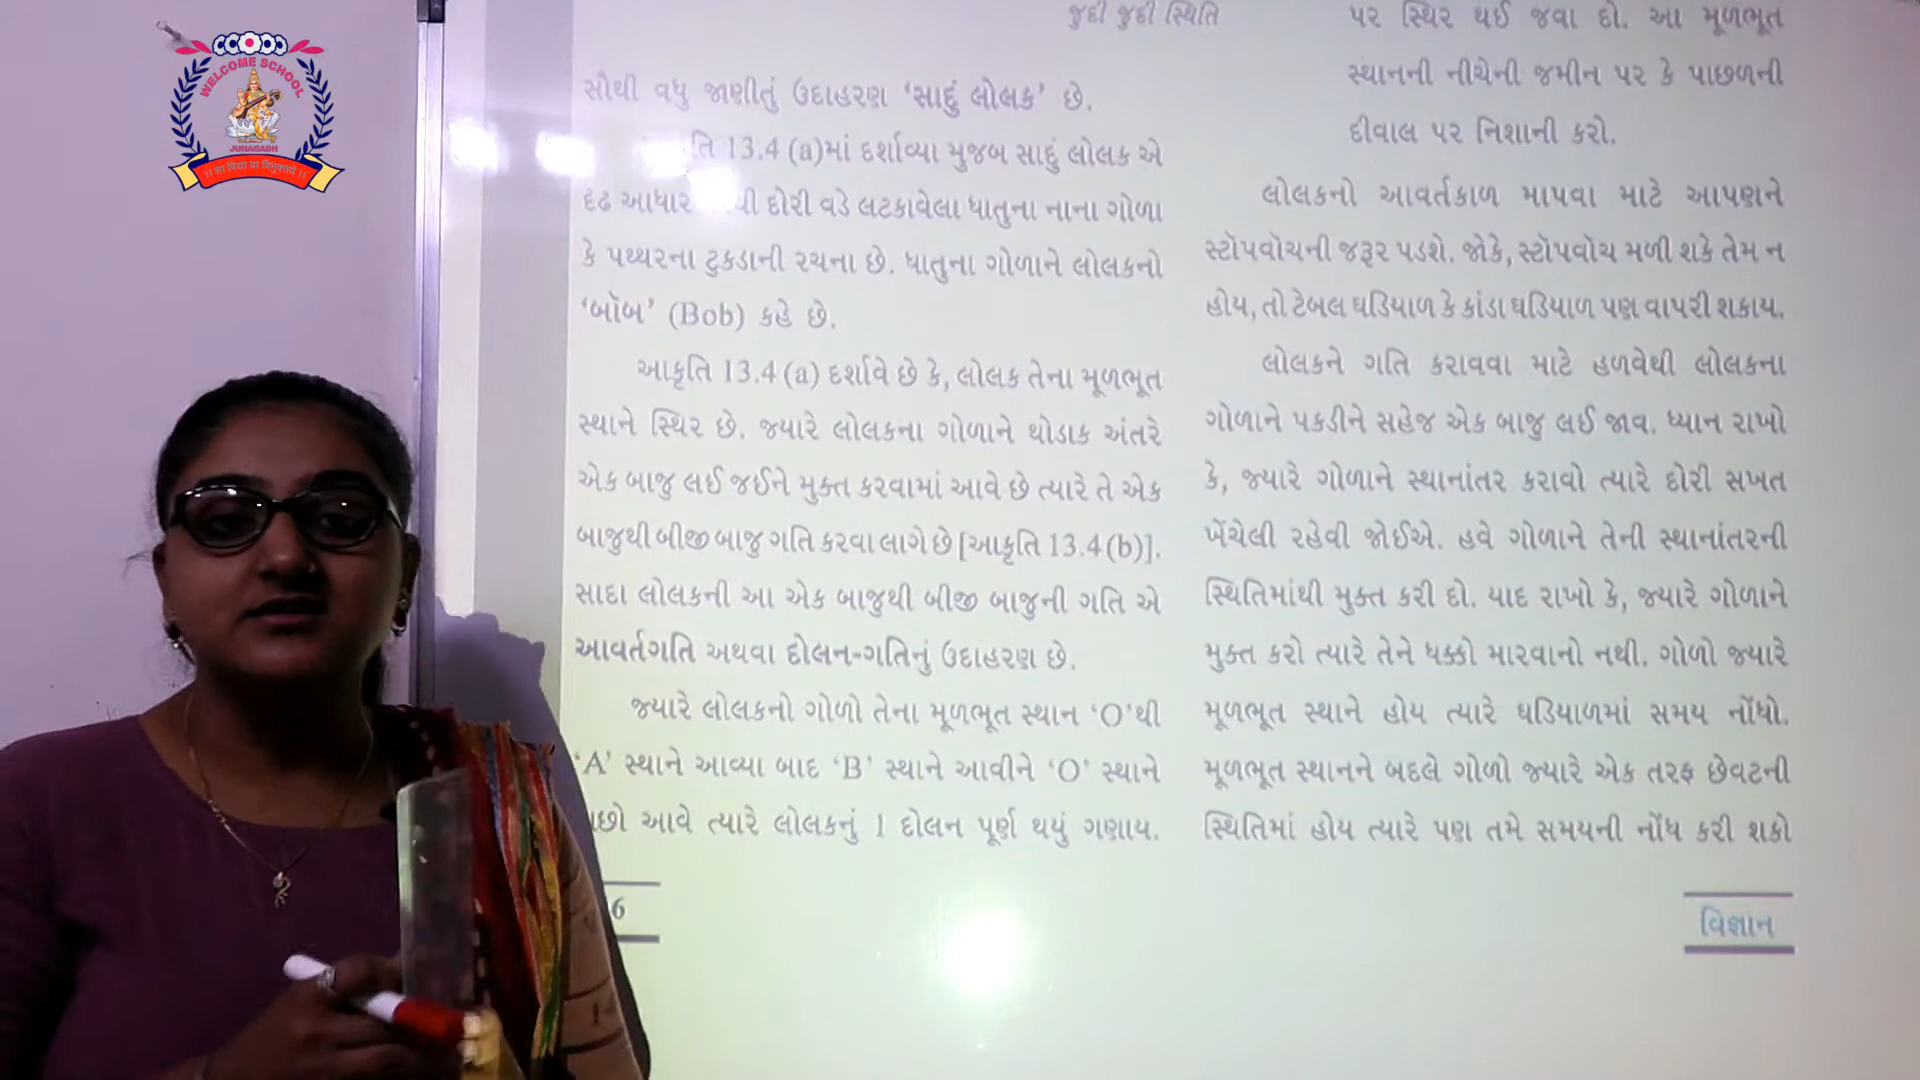 WELCOME SCHOOL
JUNAGADH
।। सा विद्या या विमुक्तये ।।
જુદી જુદી સ્થિતિ
સૌથી વધુ જાણીતું ઉદાહરણ ‘સાદું લોલક’ છે.
તિ 13.4 (a)માં દર્શાવ્યા મુજબ સાદું લોલક એ
દૃઢ આધાર દોરી વડે લટકાવેલા ધાતુના નાના ગોળા
કે પથ્થરના ટુકડાની રચના છે. ધાતુના ગોળાને લોલકનો
‘બૉબ’ (Bob) કહે છે.
આકૃતિ 13.4 (a) દર્શાવે છે કે, લોલક તેના મૂળભૂત
સ્થાને સ્થિર છે. જ્યારે લોલકના ગોળાને થોડાક અંતરે
એક બાજુ લઈ જઈને મુક્ત કરવામાં આવે છે ત્યારે તે એક
બાજુથી બીજી બાજુ ગતિ કરવા લાગે છે [આકૃતિ 13.4 (b)].
સાદા લોલકની આ એક બાજુથી બીજી બાજુની ગતિ એ
આવર્તગતિ અથવા દોલન-ગતિનું ઉદાહરણ છે.
જ્યારે લોલકનો ગોળો તેના મૂળભૂત સ્થાન ‘O’થી
‘A’ સ્થાને આવ્યા બાદ ‘B’ સ્થાને આવીને ‘O’ સ્થાને
છો આવે ત્યારે લોલકનું 1 દોલન પૂર્ણ થયું ગણાય.
6
પર સ્થિર થઈ જવા દો. આ મૂળભૂત
સ્થાનની નીચેની જમીન પર કે પાછળની
દીવાલ પર નિશાની કરો.
લોલકનો આવર્તકાળ માપવા માટે આપણને
સ્ટૉપવૉચની જરૂર પડશે. જોકે, સ્ટૉપવૉચ મળી શકે તેમ ન
હોય, તો ટેબલ ઘડિયાળ કે કાંડા ઘડિયાળ પણ વાપરી શકાય.
લોલકને ગતિ કરાવવા માટે હળવેથી લોલકના
ગોળાને પકડીને સહેજ એક બાજુ લઈ જાવ. ધ્યાન રાખો
કે, જ્યારે ગોળાને સ્થાનાંતર કરાવો ત્યારે દોરી સખત
ખેંચેલી રહેવી જોઈએ. હવે ગોળાને તેની સ્થાનાંતરની
સ્થિતિમાંથી મુક્ત કરી દો. યાદ રાખો કે, જ્યારે ગોળાને
મુક્ત કરો ત્યારે તેને ધક્કો મારવાનો નથી. ગોળો જ્યારે
મૂળભૂત સ્થાને હોય ત્યારે ઘડિયાળમાં સમય નોંધો.
મૂળભૂત સ્થાનને બદલે ગોળો જ્યારે એક તરફ છેવટની
સ્થિતિમાં હોય ત્યારે પણ તમે સમયની નોંધ કરી શકો
વિજ્ઞાન